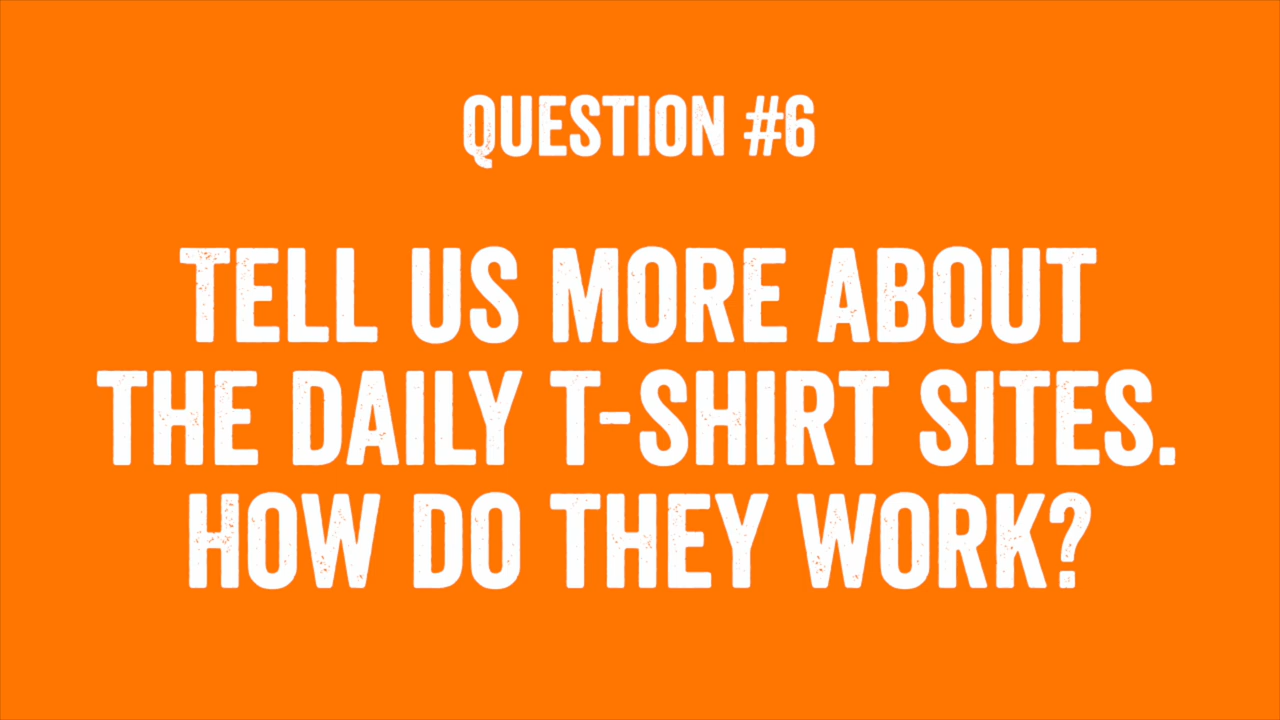 QUESTION #6
TELL US MORE ABOUT
THE DAILY T-SHIRT SITES.
HOW DO THEY WORK?